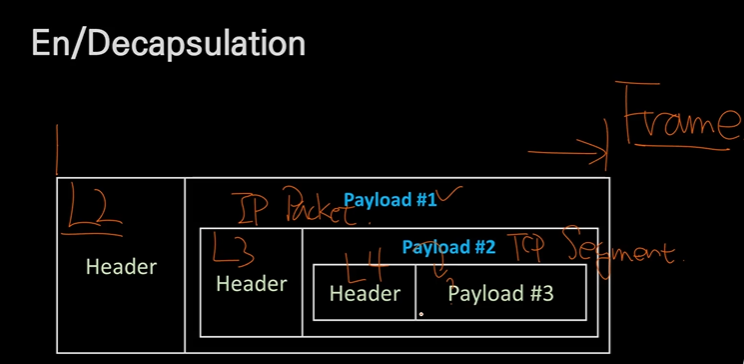 En/Decapsulation
Frame
L2
Header
IP Packet.
Payload #1
L3
Header
Payload #2
TCP Segment.
L4
Header
Payload #3